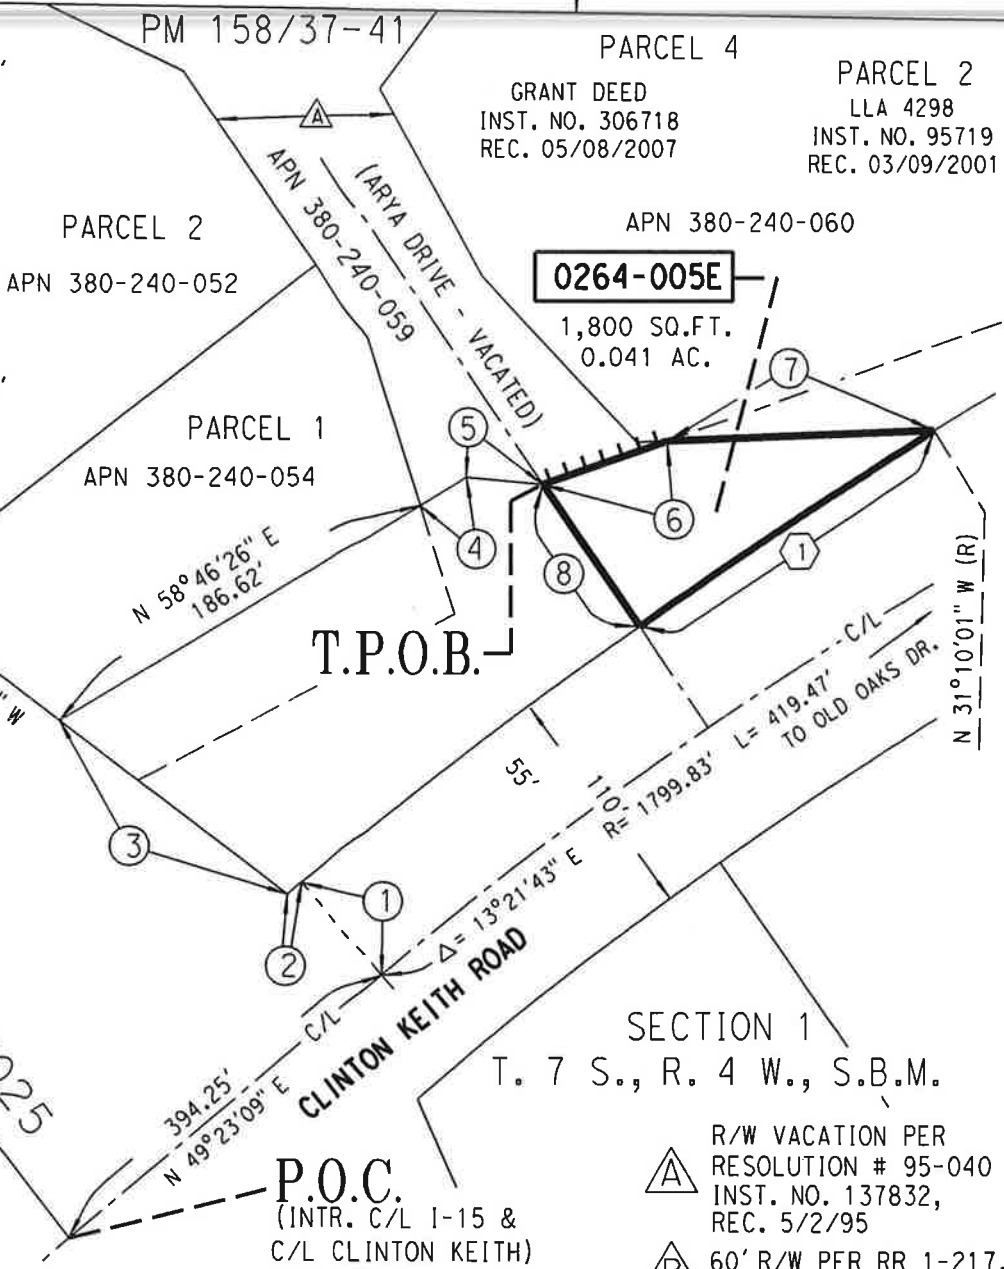 PM 158/37-41
PARCEL 4
GRANT DEED
INST. NO. 306718
REC. 05/08/2007
PARCEL 2
LLA 4298
INST. NO. 95719
REC. 03/09/2001
A
APN 380-240-059
(ARYA DRIVE - VACATED)
PARCEL 2
APN 380-240-052
APN 380-240-060
0264-005E
1,800 SQ.FT.
0.041 AC.
7
PARCEL 1
APN 380-240-054
5
6
4
8
1
N 58°46'26" E
186.62'
T.P.O.B.
N 31°10'01" W (R)
C/L
L= 419.47'
TO OLD OAKS DR.
" W
55'
110'
R= 1799.83'
Δ= 13°21'43" E
3
1
2
C/L
CLINTON KEITH ROAD
394.25'
N 49°23'09" E
025
SECTION 1
T. 7 S., R. 4 W., S.B.M.
P.O.C.
(INTR. C/L I-15 &
C/L CLINTON KEITH)
A
R/W VACATION PER
RESOLUTION # 95-040
INST. NO. 137832,
REC. 5/2/95
60' R/W PER RR 1-217,